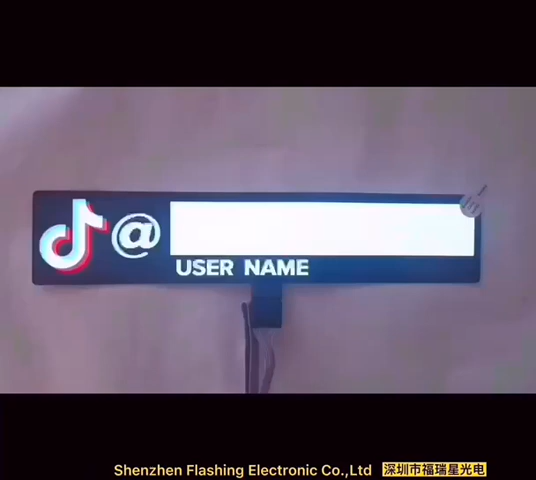 @
USER NAME
Shenzhen Flashing Electronic Co.,Ltd 深圳市福瑞星光电